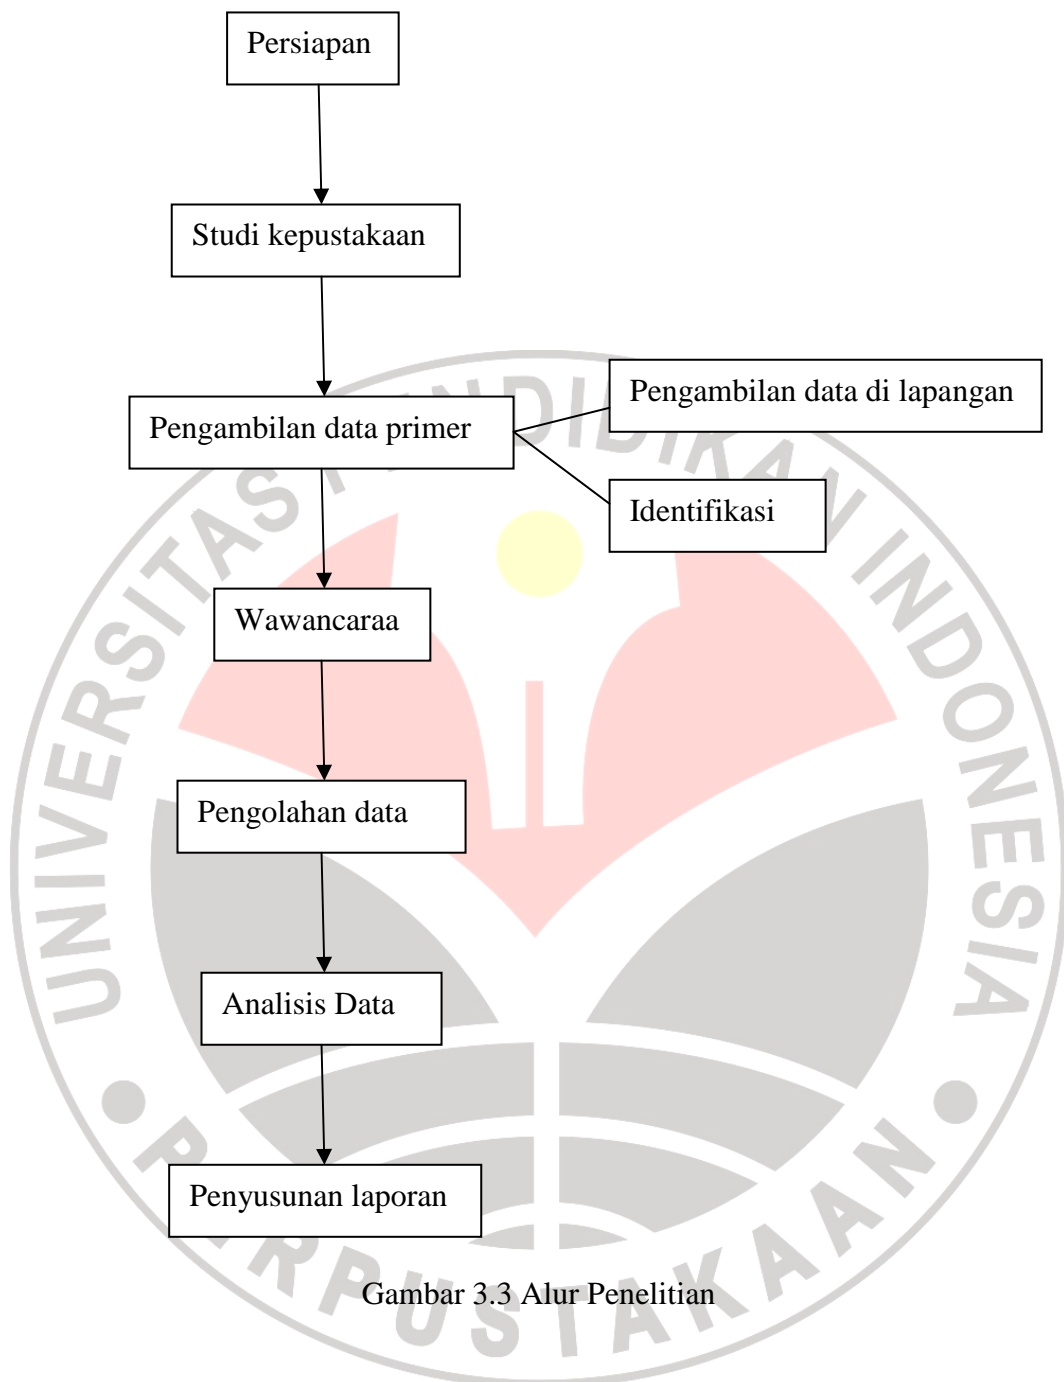 Persiapan
Studi kepustakaan
Pengambilan data primer
Pengambilan data di lapangan
Identifikasi
Wawancaraa
Pengolahan data
Analisis Data
Penyusunan laporan
Gambar 3.3 Alur Penelitian
UNIVERSITAS PENDIDIKAN INDONESIA
PERPUSTAKAAN